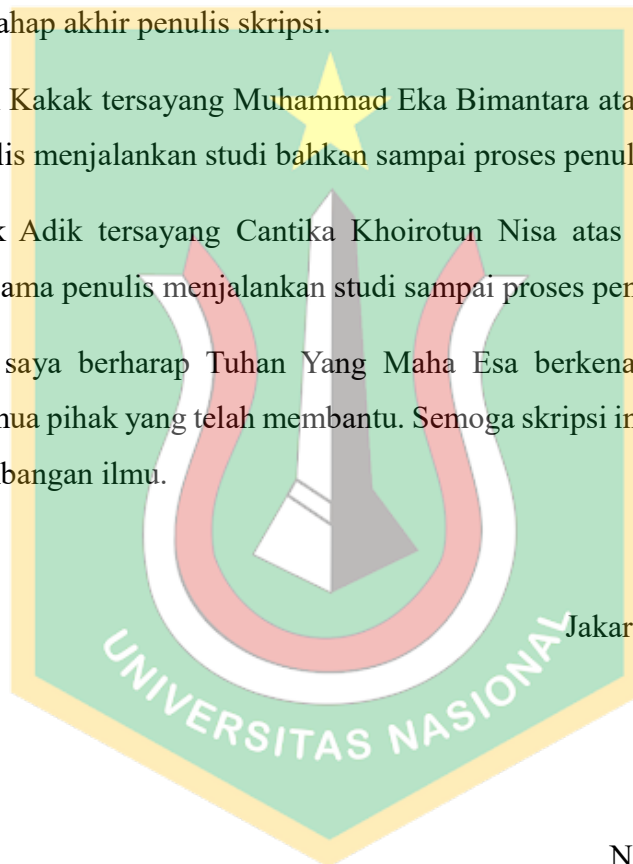 ahap akhir penulis skripsi.
Kakak tersayang Muhammad Eka Bimantara ata
lis menjalankan studi bahkan sampai proses penul
k Adik tersayang Cantika Khoirotun Nisa atas
ama penulis menjalankan studi sampai proses pen
saya berharap Tuhan Yang Maha Esa berkena
nua pihak yang telah membantu. Semoga skripsi in
bangan ilmu.
Jakar
UNIVERSITAS NASIONAL
N